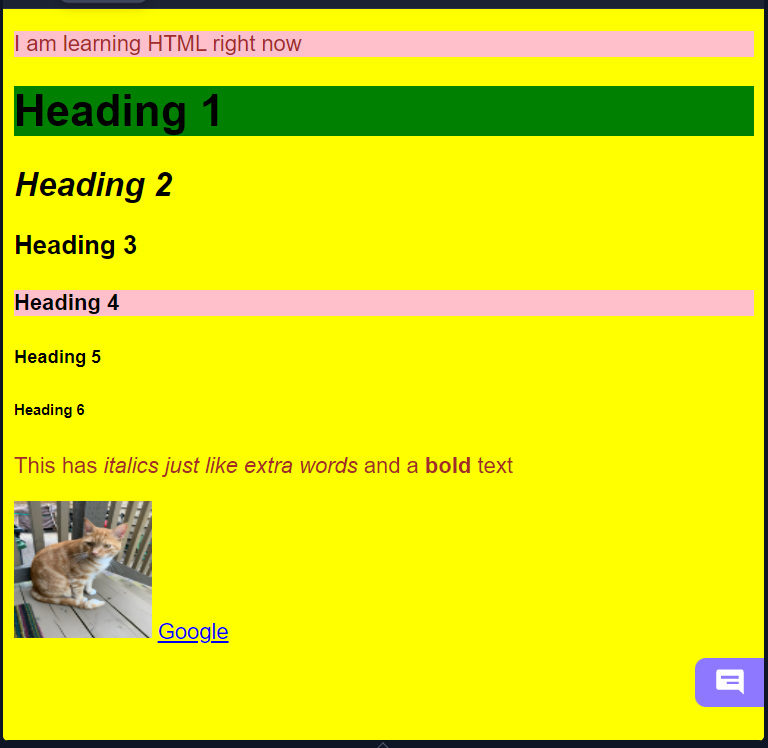 I am learning HTML right now
Heading 1
Heading 2
Heading 3
Heading 4
Heading 5
Heading 6
This has italics just like extra words and a bold text
Google